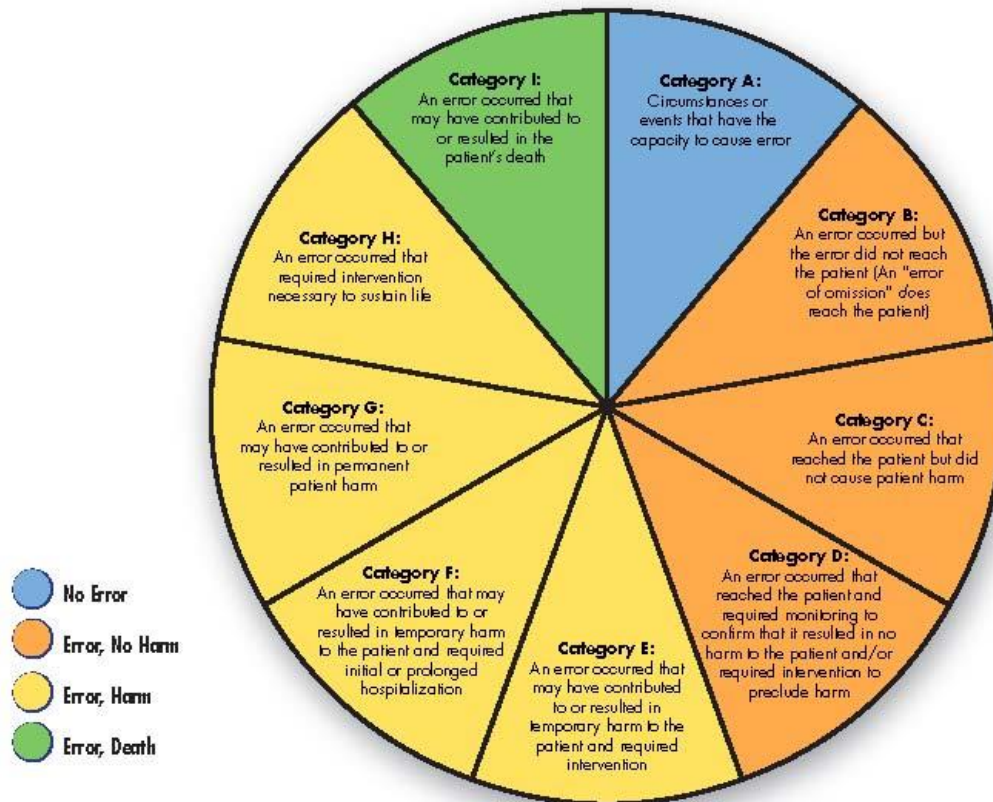 Category I:
An error occurred that
may have contributed to
or resulted in the
patient's death
Category A:
Circumstances or
events that have the
capacity to cause error
Category B:
An error occurred but
the error did not reach
the patient (An "error
of omission" does
reach the patient)
Category H:
An error occurred that
required intervention
necessary to sustain life
Category G:
An error occurred that
may have contributed to or
resulted in permanent
patient harm
Category C:
An error occurred that
reached the patient but did
not cause patient harm
Category F:
An error occurred that may
have contributed to or
resulted in temporary harm
to the patient and required
initial or prolonged
hospitalization
Category E:
An error occurred that
may have contributed
to or resulted in
temporary harm to the
patient and required
intervention
Category D:
An error occurred that
reached the patient and
required monitoring to
confirm that it resulted in no
harm to the patient and/or
required intervention to
preclude harm
No Error
Error, No Harm
Error, Harm
Error, Death